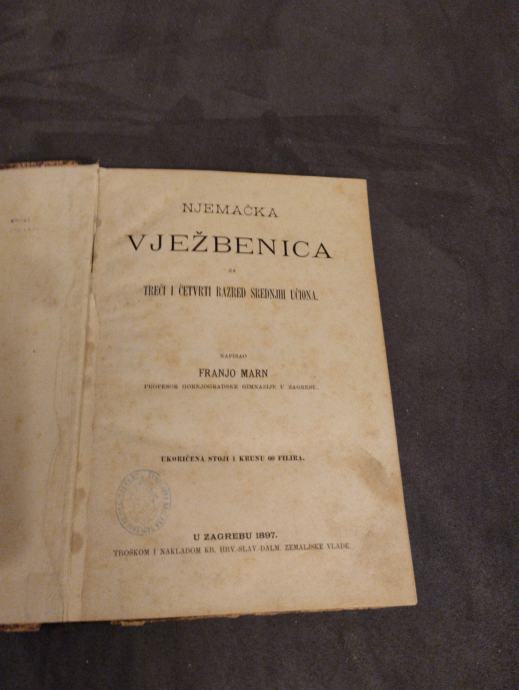 NJEMAČKA
VJEŽBENICA
ZA
TREĆI I ČETVRTI RAZRED SREDNJIH UČIONA.
NAPISAO
FRANJO MARN
PROFESOR GORNJOGRADSKE GIMNAZIJE U ZAGREBU.
UKORIČENA STOJI 1 KRUNU 60 FILIRA.
U ZAGREBU 1897.
TROŠKOM I NAKLADOM KR. HRV.-SLAV.-DALM. ZEMALJSKE VLADE.